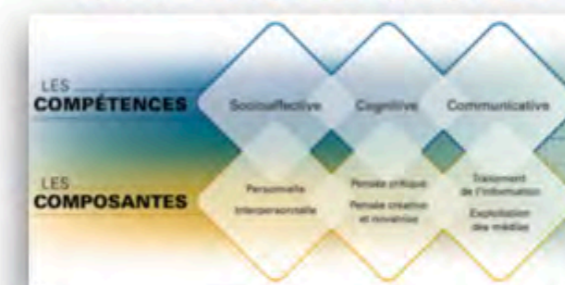 LES
COMPÉTENCES
Socioaffective
Cognitive
Communicative
LES
COMPOSANTES
Personnelle
Interpersonnelle
Pensée critique
Pensée créative
et novatrice
Traitement
de l'information
Exploitation
des médias